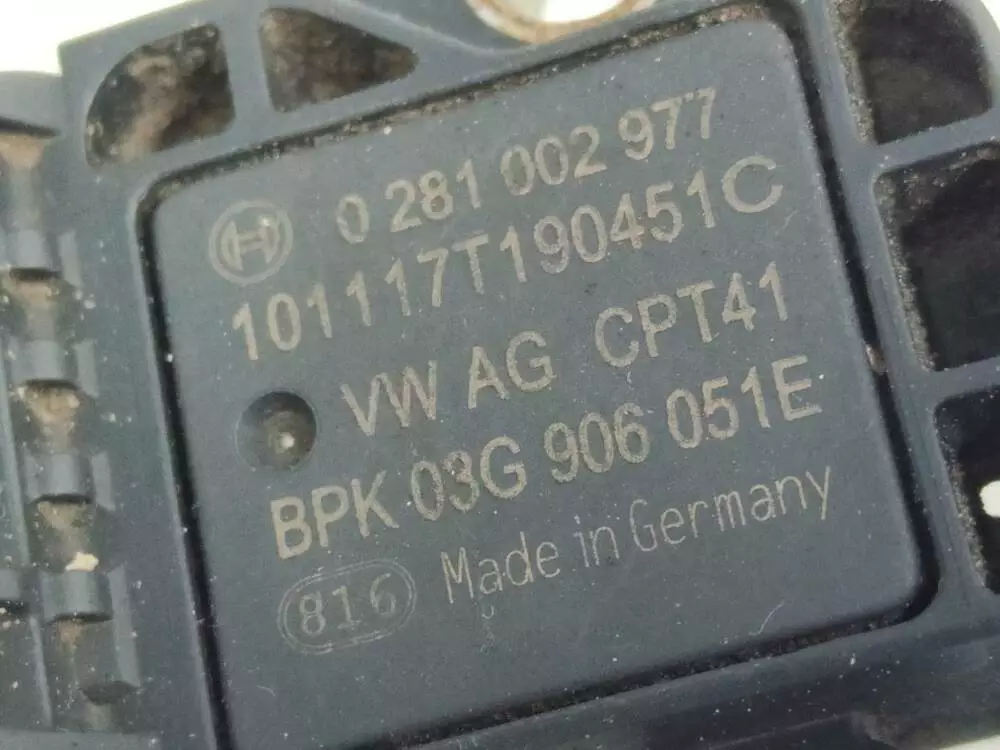 0 281 002 977
101117T190451C
VW AG CPT41
BPK 03G 906 051E
816 Made in Germany